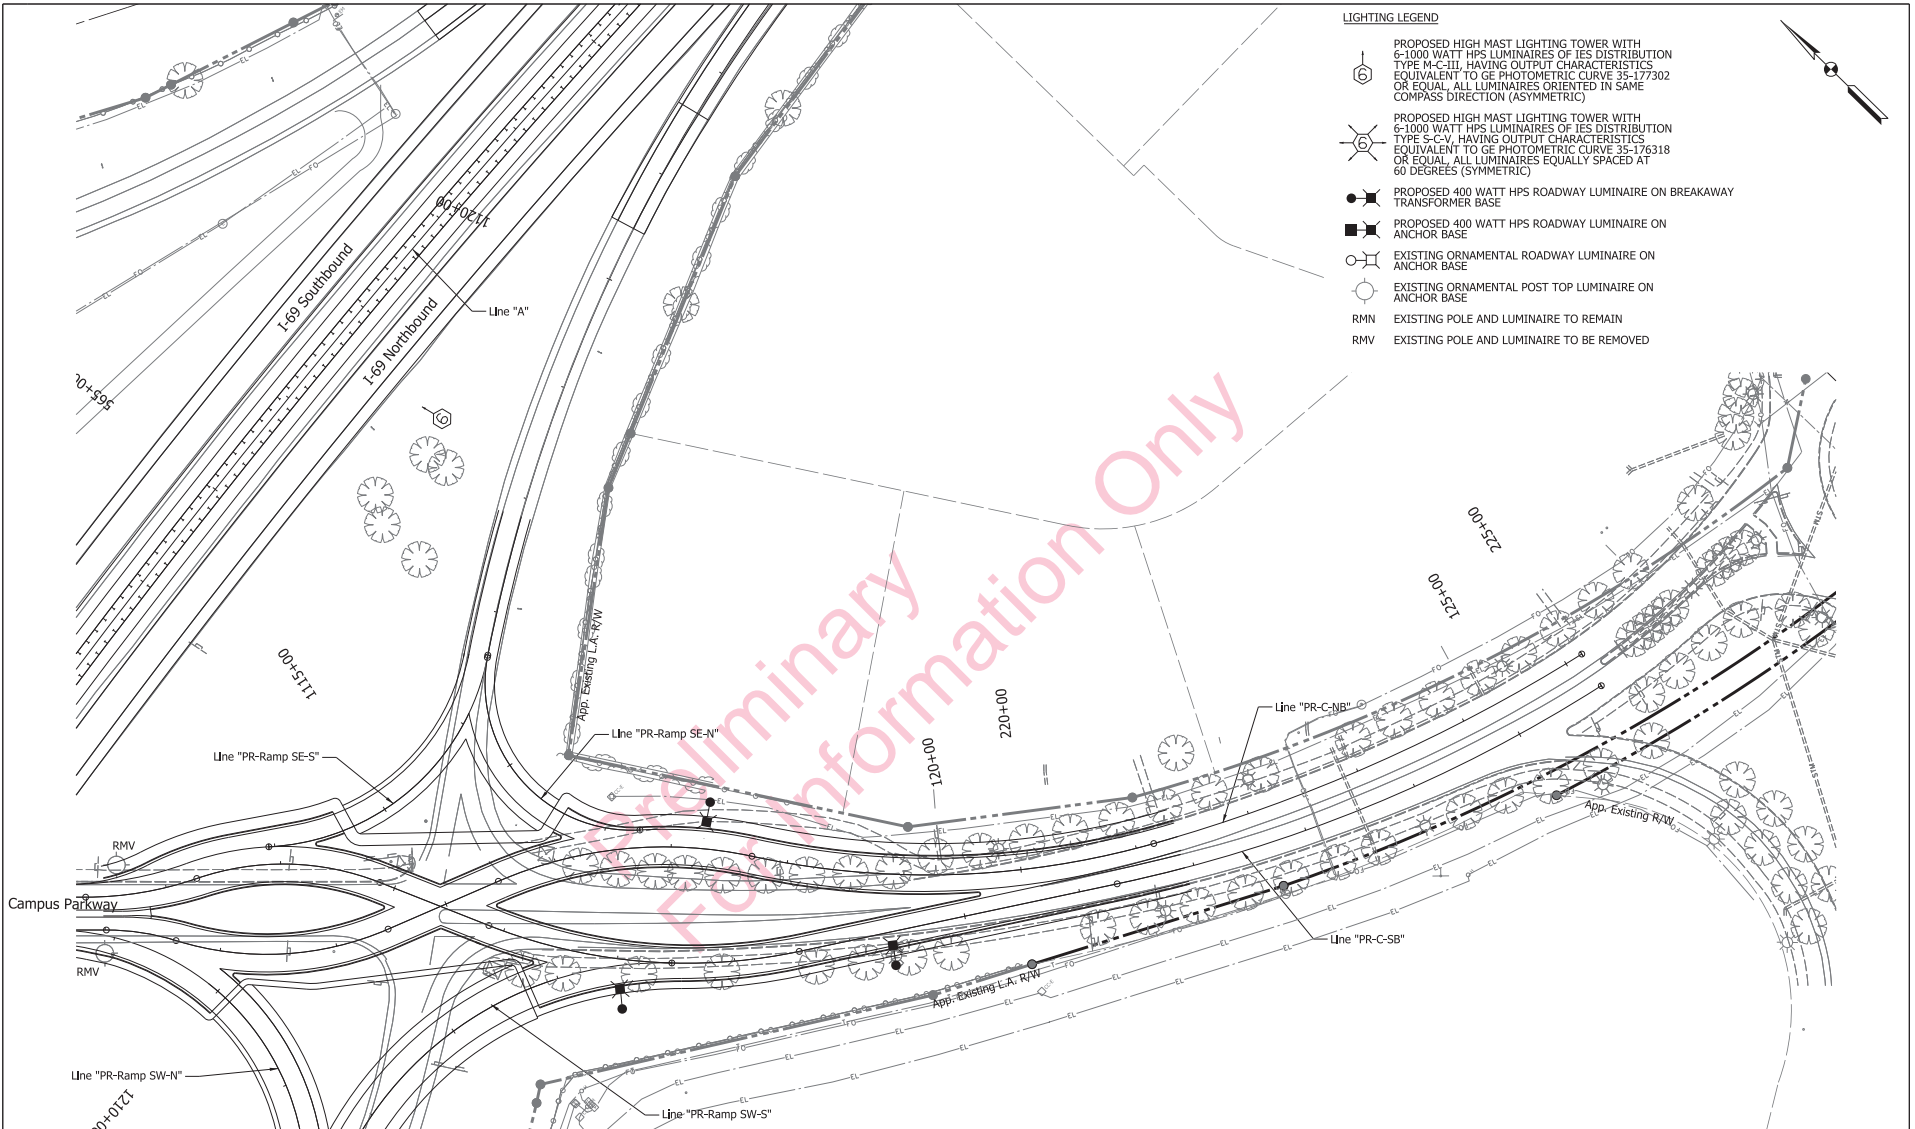 LIGHTING LEGEND
6
PROPOSED HIGH MAST LIGHTING TOWER WITH
6-1000 WATT HPS LUMINAIRES OF IES DISTRIBUTION
TYPE M-C-III, HAVING OUTPUT CHARACTERISTICS
EQUIVALENT TO GE PHOTOMETRIC CURVE 35-177302
OR EQUAL, ALL LUMINAIRES ORIENTED IN SAME
COMPASS DIRECTION (ASYMMETRIC)
6
PROPOSED HIGH MAST LIGHTING TOWER WITH
6-1000 WATT HPS LUMINAIRES OF IES DISTRIBUTION
TYPE S-C-V, HAVING OUTPUT CHARACTERISTICS
EQUIVALENT TO GE PHOTOMETRIC CURVE 35-176318
OR EQUAL, ALL LUMINAIRES EQUALLY SPACED AT
60 DEGREES (SYMMETRIC)
PROPOSED 400 WATT HPS ROADWAY LUMINAIRE ON BREAKAWAY
TRANSFORMER BASE
PROPOSED 400 WATT HPS ROADWAY LUMINAIRE ON
ANCHOR BASE
EXISTING ORNAMENTAL ROADWAY LUMINAIRE ON
ANCHOR BASE
EXISTING ORNAMENTAL POST TOP LUMINAIRE ON
ANCHOR BASE
RMN EXISTING POLE AND LUMINAIRE TO REMAIN
RMV EXISTING POLE AND LUMINAIRE TO BE REMOVED
1120+00
I-69 Southbound
Line "A"
I-69 Northbound
565+00
6
1115+00
225+00
125+00
App. Existing L.A. R/W
2220+00
120+00
Line "PR-C-NB"
Line "PR-Ramp SE-N"
Line "PR-Ramp SE-S"
App. Existing R/W
RMV
Campus Parkway
Line "PR-C-SB"
RMV
App. Existing L.A. R/W
Line "PR-Ramp SW-N"
1210+00
Line "PR-Ramp SW-S"
Preliminary
For Information Only